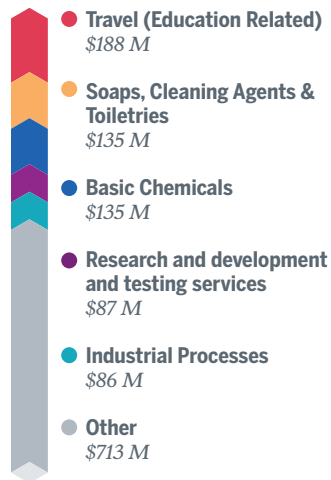 Travel (Education Related)
$188 M
Soaps, Cleaning Agents &
Toiletries
$135 M
Basic Chemicals
$135 M
Research and development
and testing services
$87 M
Industrial Processes
$86 M
Other
$713 M